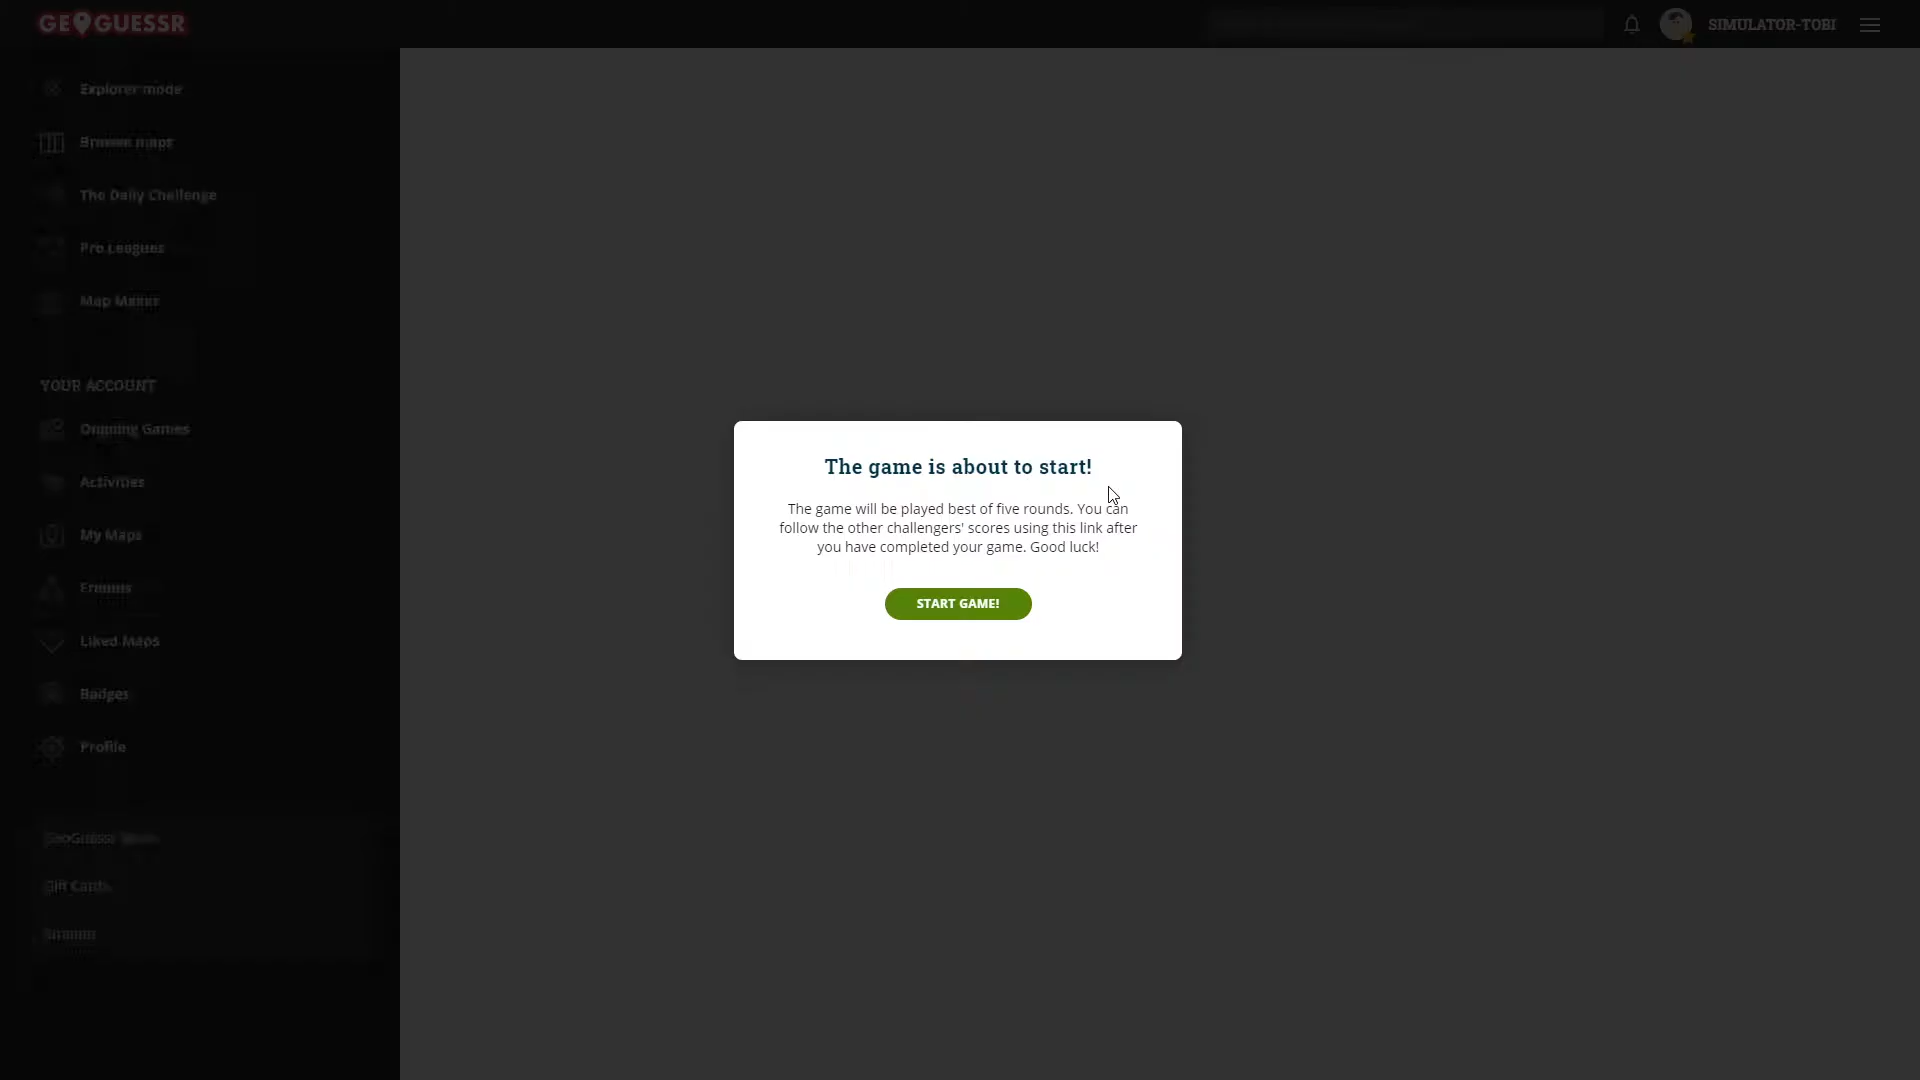 GEOGUESSR
SIMULATOR-TOBI
Explorer mode
Browse maps
The Daily Challenge
Pro Leagues
Map Maker
YOUR ACCOUNT
Ongoing Games
Activities
My Maps
Friends
Liked Maps
Badges
Profile
GeoGuessr
Gift Cards
The game is about to start!
The game will be played best of five rounds. You can
follow the other challengers' scores using this link after
you have completed your game. Good luck!
START GAME!